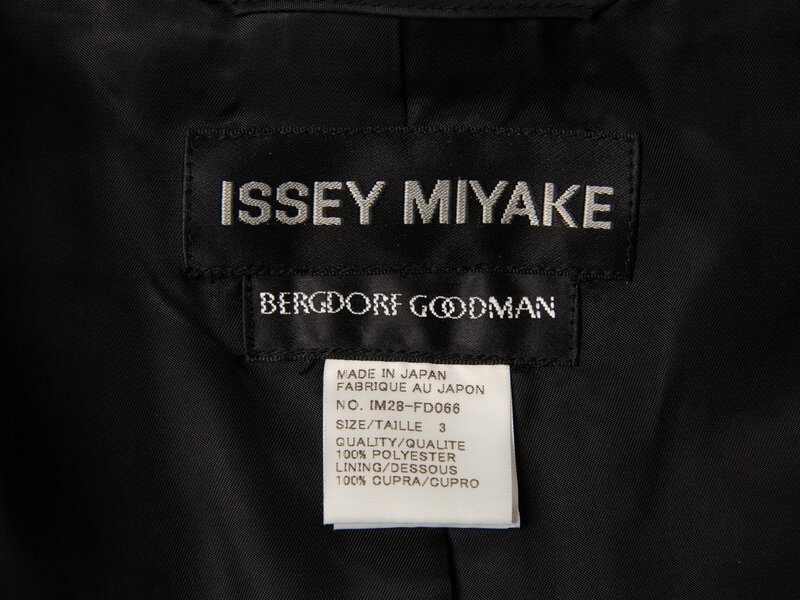 ISSEY MIYAKE
BERGDORF GOODMAN
MADE IN JAPAN
FABRIQUE AU JAPON
NO. IM28-FD066
SIZE/TAILLE 3
QUALITY/QUALITE
100% POLYESTER
LINING/DESSOUS
100% CUPRA/CUPRO